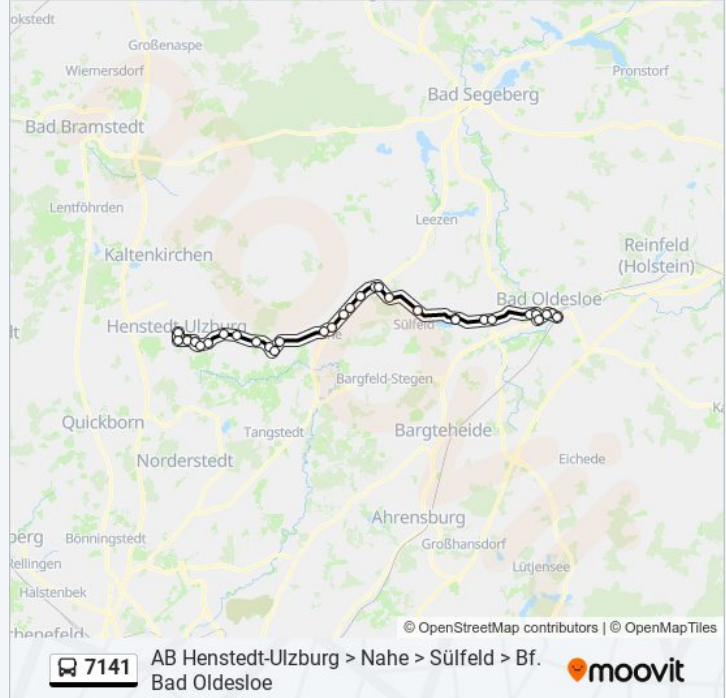 okstedt
Großenaspe
Wiemersdorf
Pronstorf
Bad Segeberg
Bad Bramstedt
Lentföhrden
Leezen
Kaltenkirchen
Reinfeld
(Holstein)
Bad Oldesloe
Henstedt-Ulzburg
Sülfeld
Bargfeld-Stegen
Quickborn
Tangstedt
Bargteheide
Norderstedt
Eichede
Ahrensburg
Großhansdorf
Bönningstedt
Rellingen
Lütjensee
Halstenbek
henefeld
© OpenStreetMap contributors | © OpenMapTiles
7141 AB Henstedt-Ulzburg > Nahe > Sülfeld > Bf.
Bad Oldesloe
moovit